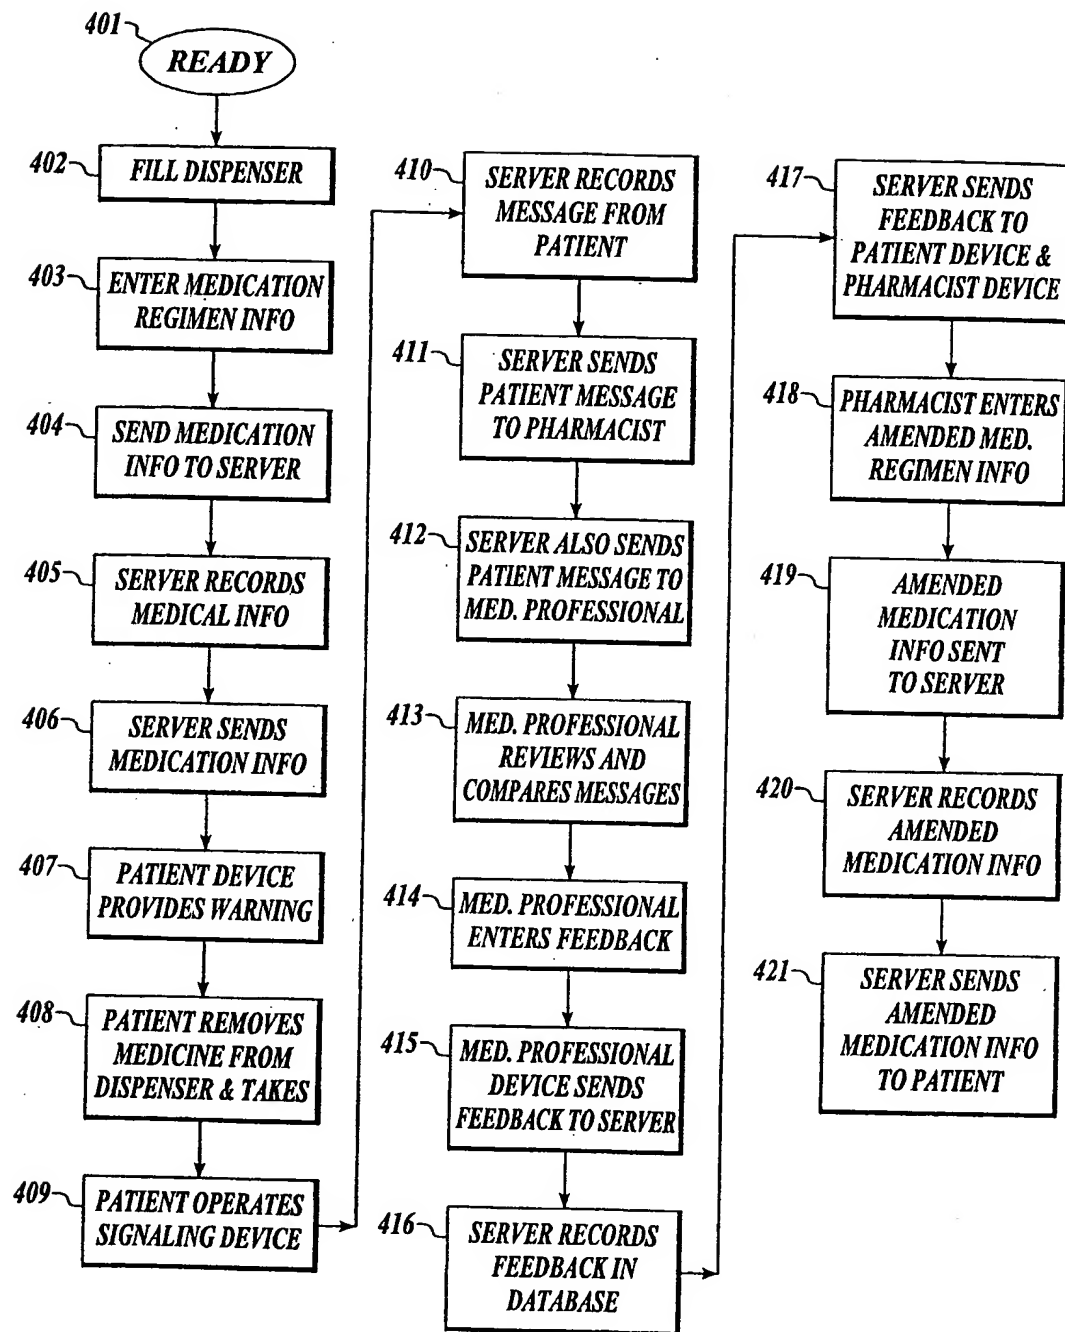 401
READY
402
FILL DISPENSER
403
ENTER MEDICATION
REGIMEN INFO
404
SEND MEDICATION
INFO TO SERVER
405
SERVER RECORDS
MEDICAL INFO
406
SERVER SENDS
MEDICATION INFO
407
PATIENT DEVICE
PROVIDES WARNING
408
PATIENT REMOVES
MEDICINE FROM
DISPENSER & TAKES
409
PATIENT OPERATES
SIGNALING DEVICE
410
SERVER RECORDS
MESSAGE FROM
PATIENT
411
SERVER SENDS
PATIENT MESSAGE
TO PHARMACIST
412
SERVER ALSO SENDS
PATIENT MESSAGE TO
MED. PROFESSIONAL
413
MED. PROFESSIONAL
REVIEWS AND
COMPARES MESSAGES
414
MED. PROFESSIONAL
ENTERS FEEDBACK
415
MED. PROFESSIONAL
DEVICE SENDS
FEEDBACK TO SERVER
416
SERVER RECORDS
FEEDBACK IN
DATABASE
417
SERVER SENDS
FEEDBACK TO
PATIENT DEVICE &
PHARMACIST DEVICE
418
PHARMACIST ENTERS
AMENDED MED.
REGIMEN INFO
419
AMENDED
MEDICATION
INFO SENT
TO SERVER
420
SERVER RECORDS
AMENDED
MEDICATION INFO
421
SERVER SENDS
AMENDED
MEDICATION INFO
TO PATIENT